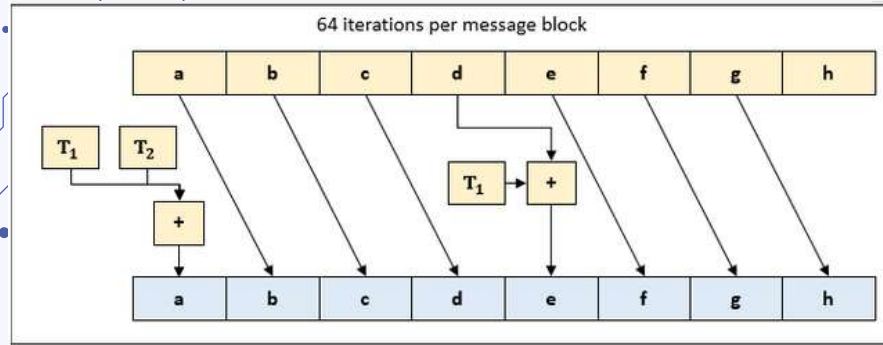 64 iterations per message block
a b c d e f g h
T₁ T₂
T₁ +
+
a b c d e f g h